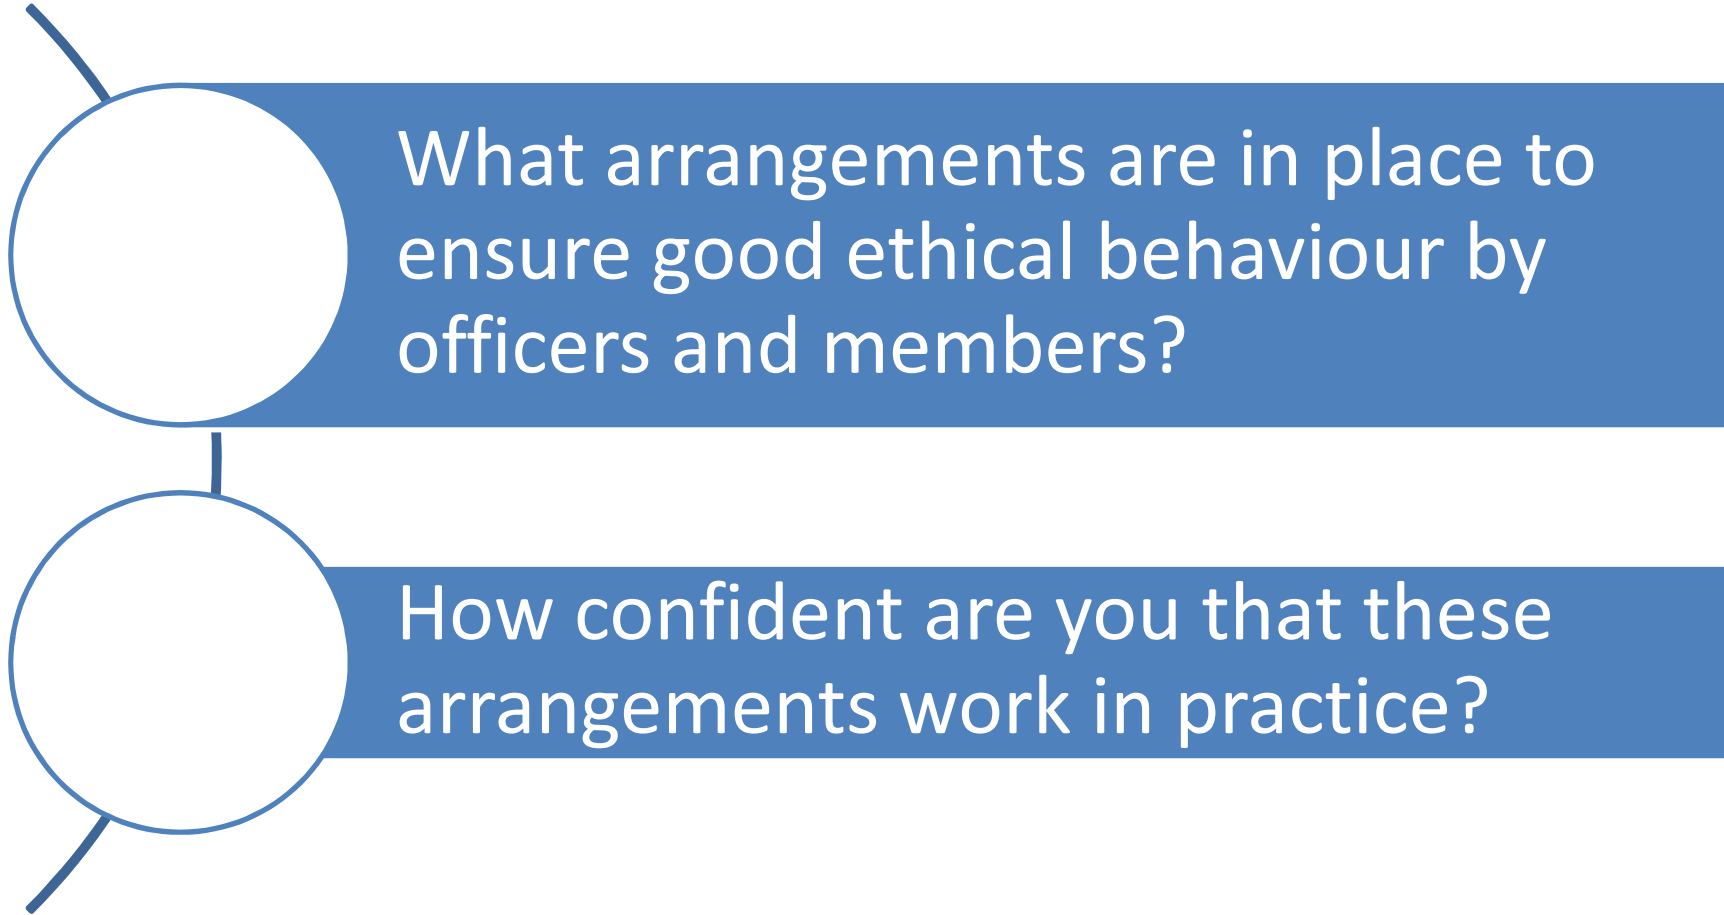 What arrangements are in place to
ensure good ethical behaviour by
officers and members?
How confident are you that these
arrangements work in practice?